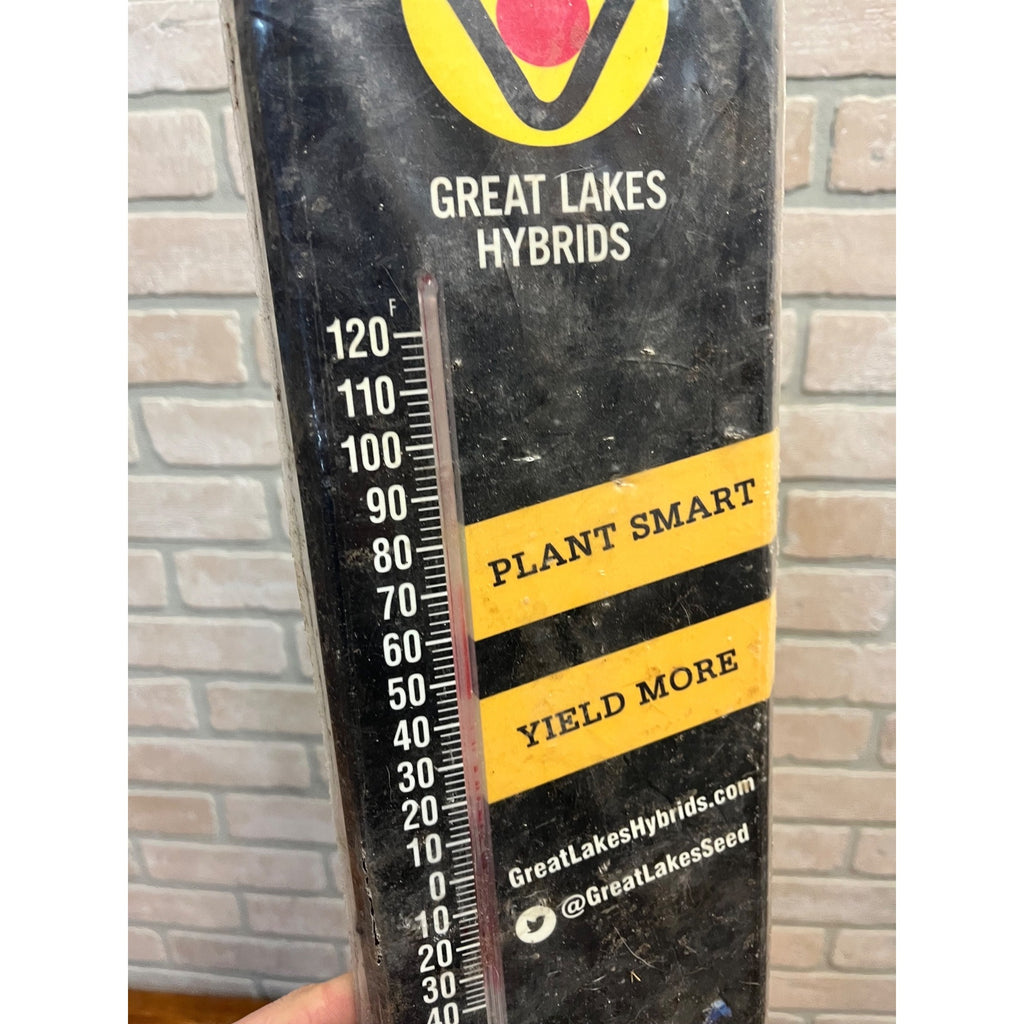 GREAT LAKES
HYBRIDS
F
120
110
100
90
80
70
60
50
40
30
20
10
0
10
20
30
40
PLANT SMART
YIELD MORE
GreatLakesHybrids.com
@GreatLakesSeed